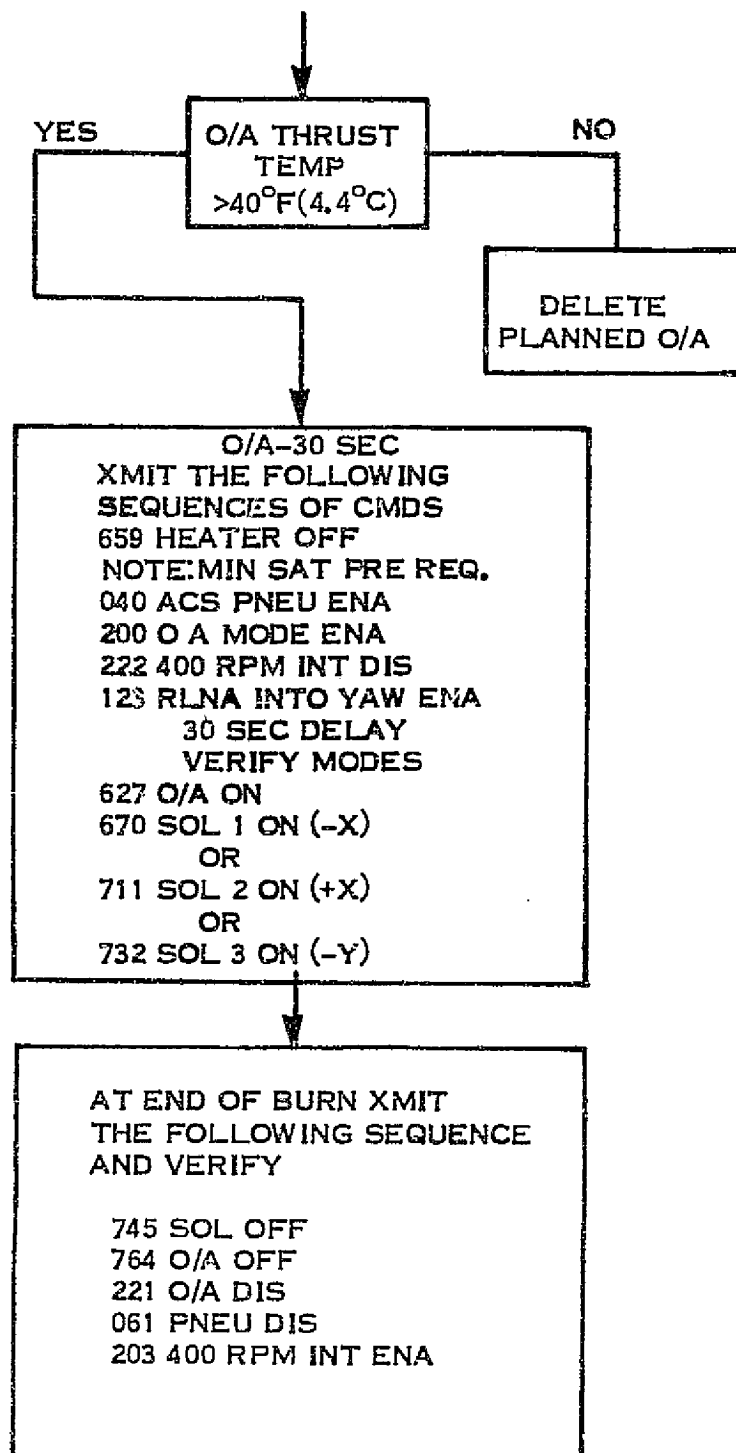 YES
O/A THRUST
TEMP
>40°F(4.4°C)
NO
DELETE
PLANNED O/A
O/A-30 SEC
XMIT THE FOLLOWING
SEQUENCES OF CMDS
659 HEATER OFF
NOTE:MIN SAT PRE REQ.
040 ACS PNEU ENA
200 O A MODE ENA
222 400 RPM INT DIS
123 RLNA INTO YAW ENA
30 SEC DELAY
VERIFY MODES
627 O/A ON
670 SOL 1 ON (-X)
OR
711 SOL 2 ON (+X)
OR
732 SOL 3 ON (-Y)
AT END OF BURN XMIT
THE FOLLOWING SEQUENCE
AND VERIFY
745 SOL OFF
764 O/A OFF
221 O/A DIS
061 PNEU DIS
203 400 RPM INT ENA